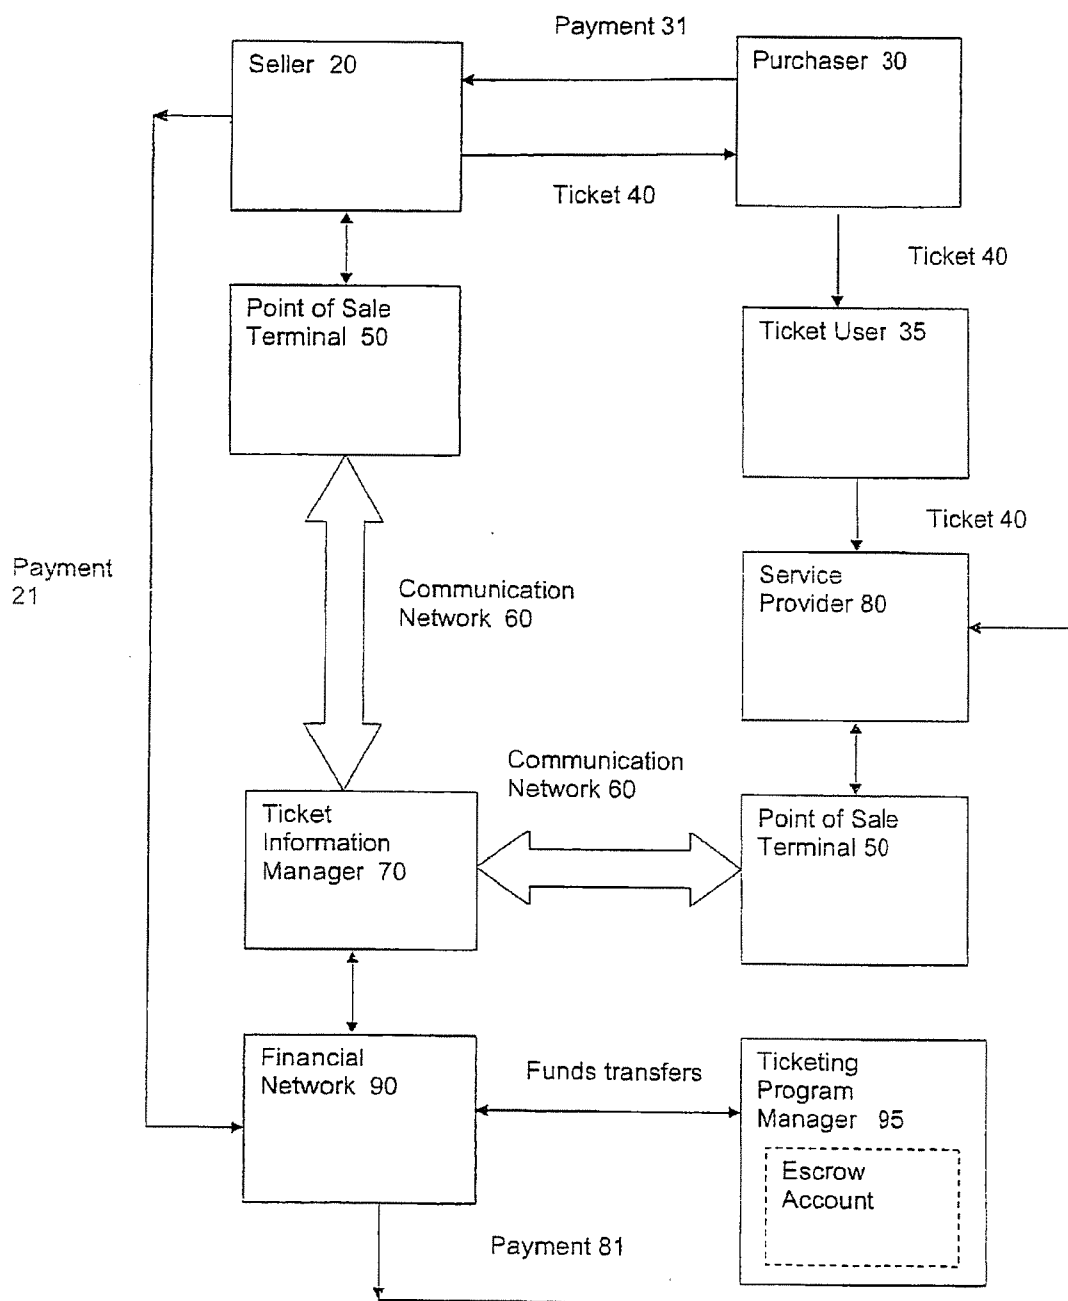 Payment 31
Seller 20
Purchaser 30
Ticket 40
Ticket 40
Point of Sale
Terminal 50
Ticket User 35
Ticket 40
Payment
21
Communication
Network 60
Service
Provider 80
Communication
Network 60
Ticket
Information
Manager 70
Point of Sale
Terminal 50
Financial
Network 90
Funds transfers
Ticketing
Program
Manager 95
Escrow
Account
Payment 81